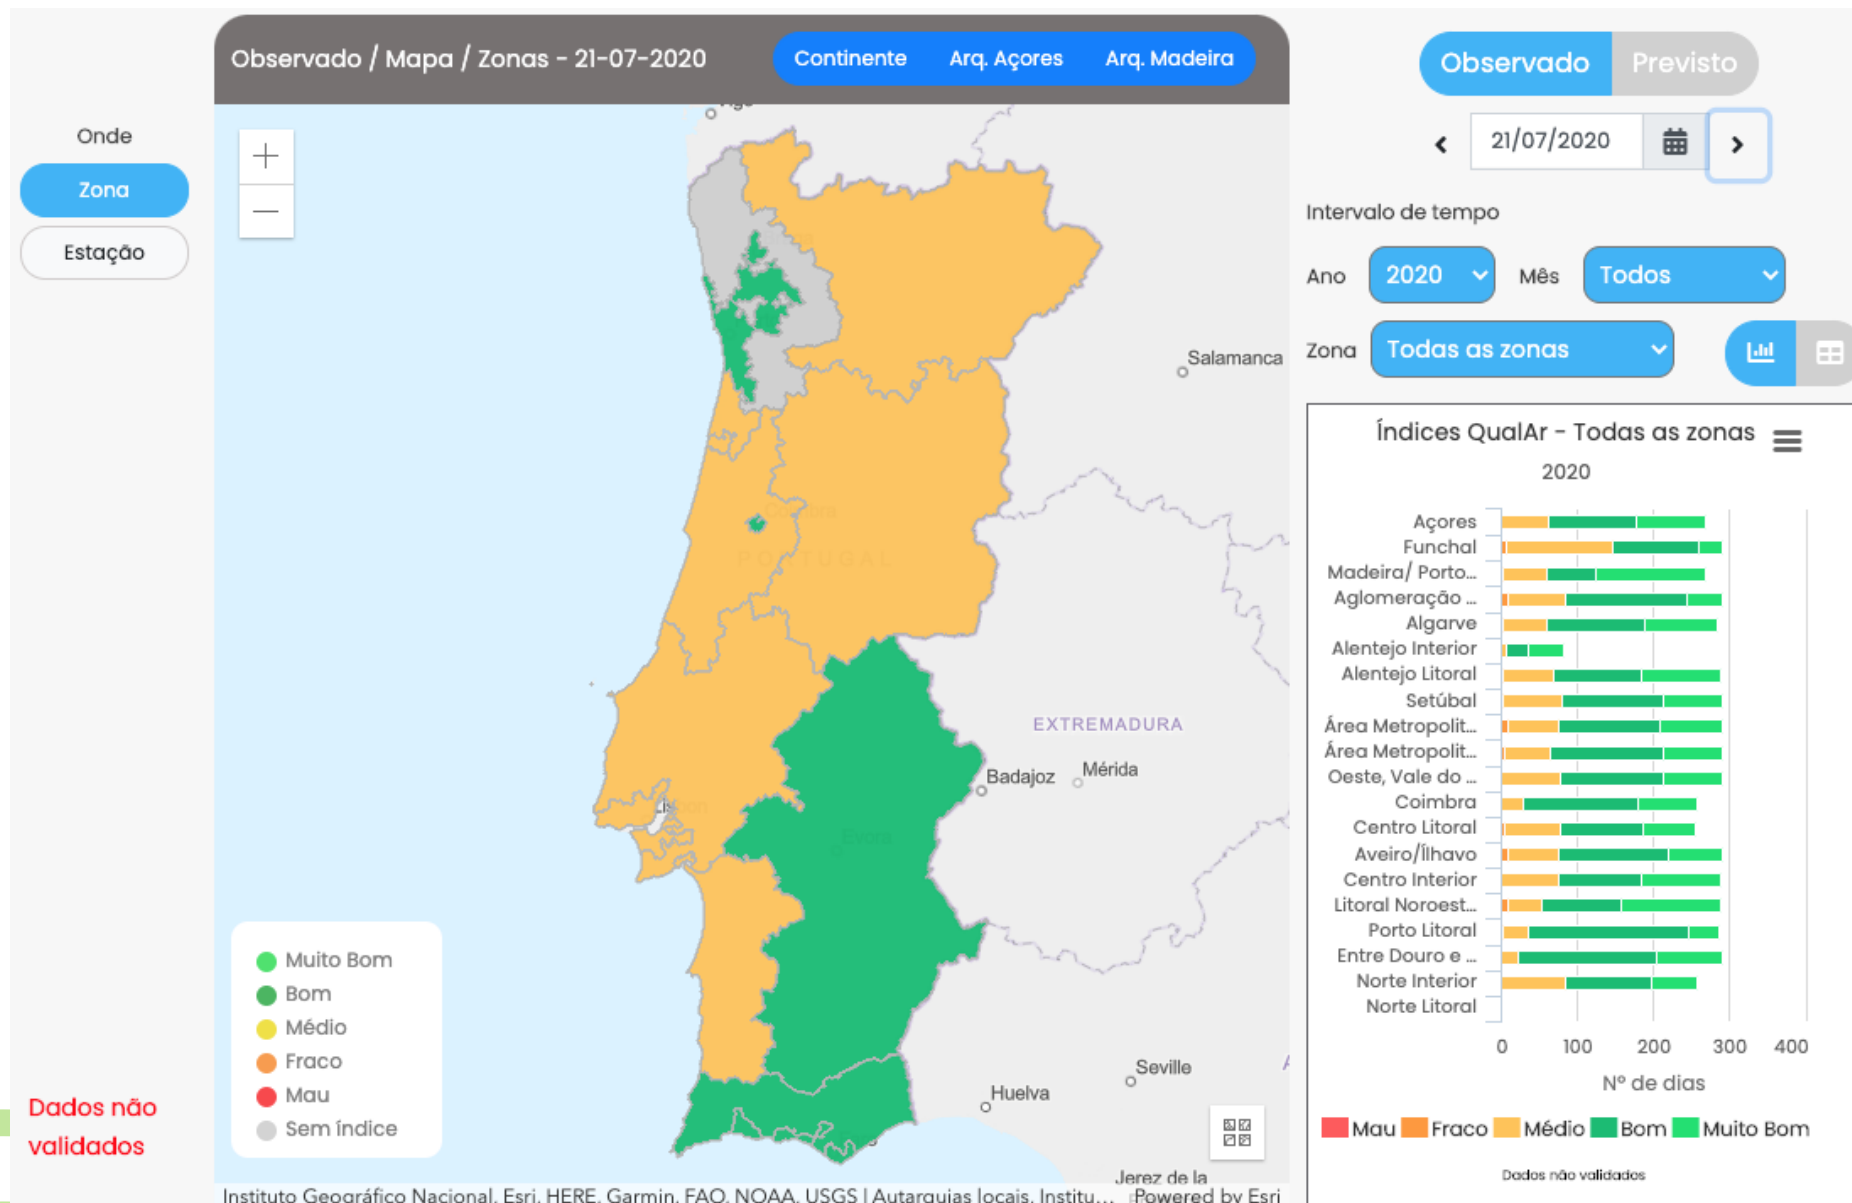 Observado / Mapa / Zonas - 21-07-2020
Continente
Arq. Açores
Arq. Madeira
Observado
Previsto
Onde
Zona
Estação
21/07/2020
Intervalo de tempo
Ano
2020
Mês
Todos
Zona
Todas as zonas
Salamanca
Coimbra
PORTUGAL
EXTREMADURA
Badajoz
Mérida
Évora
Seville
Huelva
Jerez de la
Muito Bom
Bom
Médio
Fraco
Mau
Sem índice
Dados não
validados
Instituto Geográfico Nacional, Esri, HERE, Garmin, FAO, NOAA, USGS | Autarquias locais, Institu...
Powered by Esri
Índices QualAr - Todas as zonas
2020
Açores
Funchal
Madeira/ Porto...
Aglomeração ...
Algarve
Alentejo Interior
Alentejo Litoral
Setúbal
Área Metropolit...
Área Metropolit...
Oeste, Vale do ...
Coimbra
Centro Litoral
Aveiro/Ílhavo
Centro Interior
Litoral Noroest...
Porto Litoral
Entre Douro e ...
Norte Interior
Norte Litoral
0 100 200 300 400
Nº de dias
Mau Fraco Médio Bom Muito Bom
Dados não validados